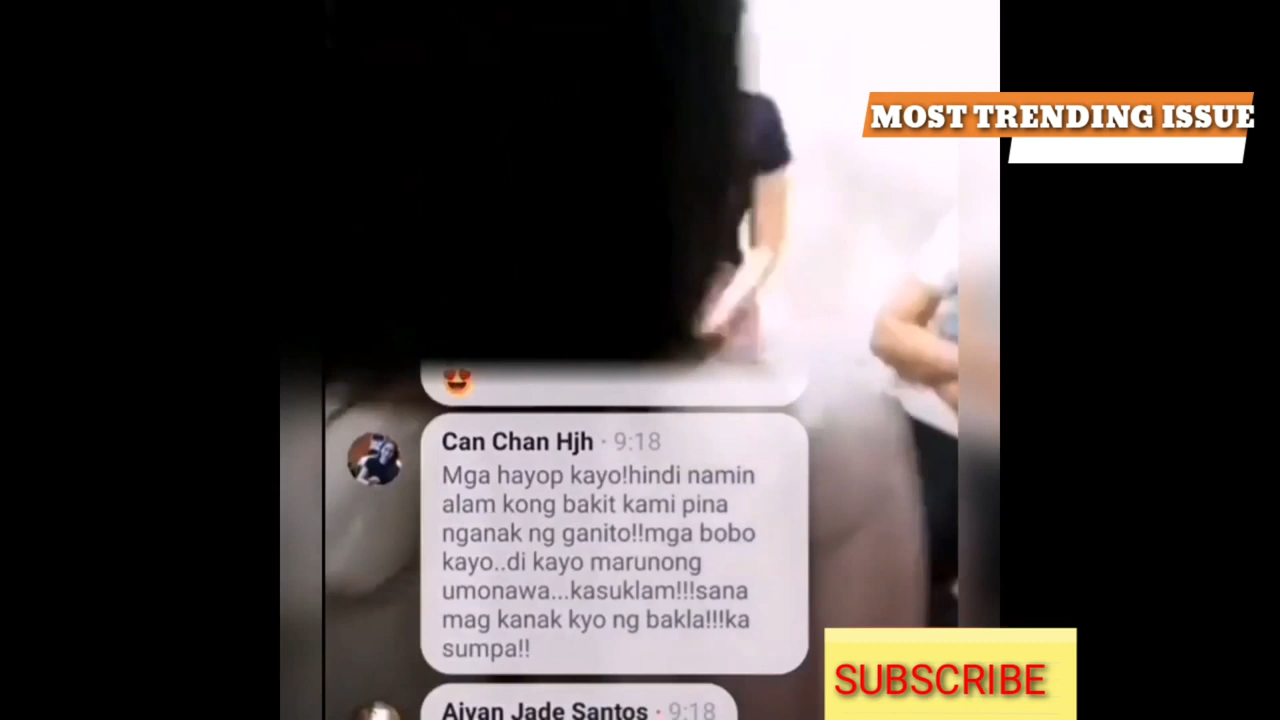 MOST TRENDING ISSUE
😍
Can Chan Hjh · 9:18
Mga hayop kayo!hindi namin
alam kong bakit kami pina
nganak ng ganito!!mga bobo
kayo..di kayo marunong
umonawa...kasuklam!!!sana
mag kanak kyo ng bakla!!!ka
sumpa!!
Aivan Jade Santos · 9:18
SUBSCRIBE